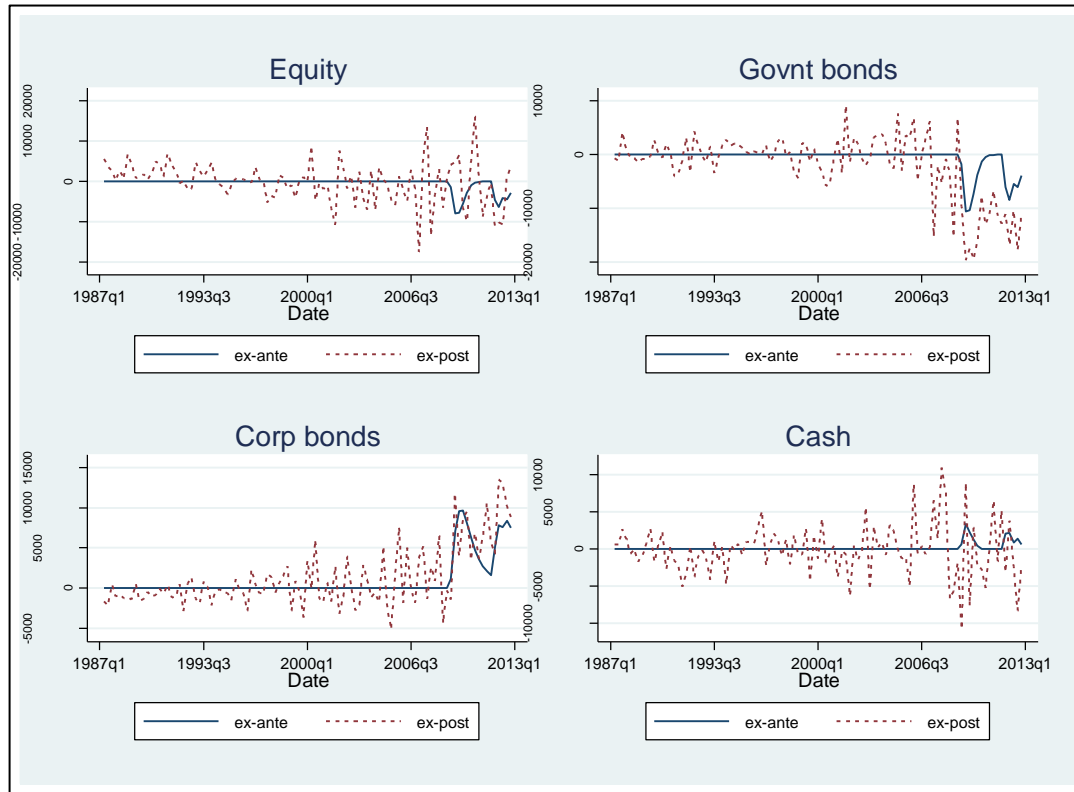 Equity
20000
10000
0
-10000
-20000
1987q1 1993q3 2000q1 2006q3 2013q1
Date
ex-ante ex-post
Govnt bonds
10000
0
-10000
-20000
1987q1 1993q3 2000q1 2006q3 2013q1
Date
ex-ante ex-post
Corp bonds
15000
10000
5000
0
-5000
1987q1 1993q3 2000q1 2006q3 2013q1
Date
ex-ante ex-post
Cash
10000
5000
0
-5000
-10000
1987q1 1993q3 2000q1 2006q3 2013q1
Date
ex-ante ex-post